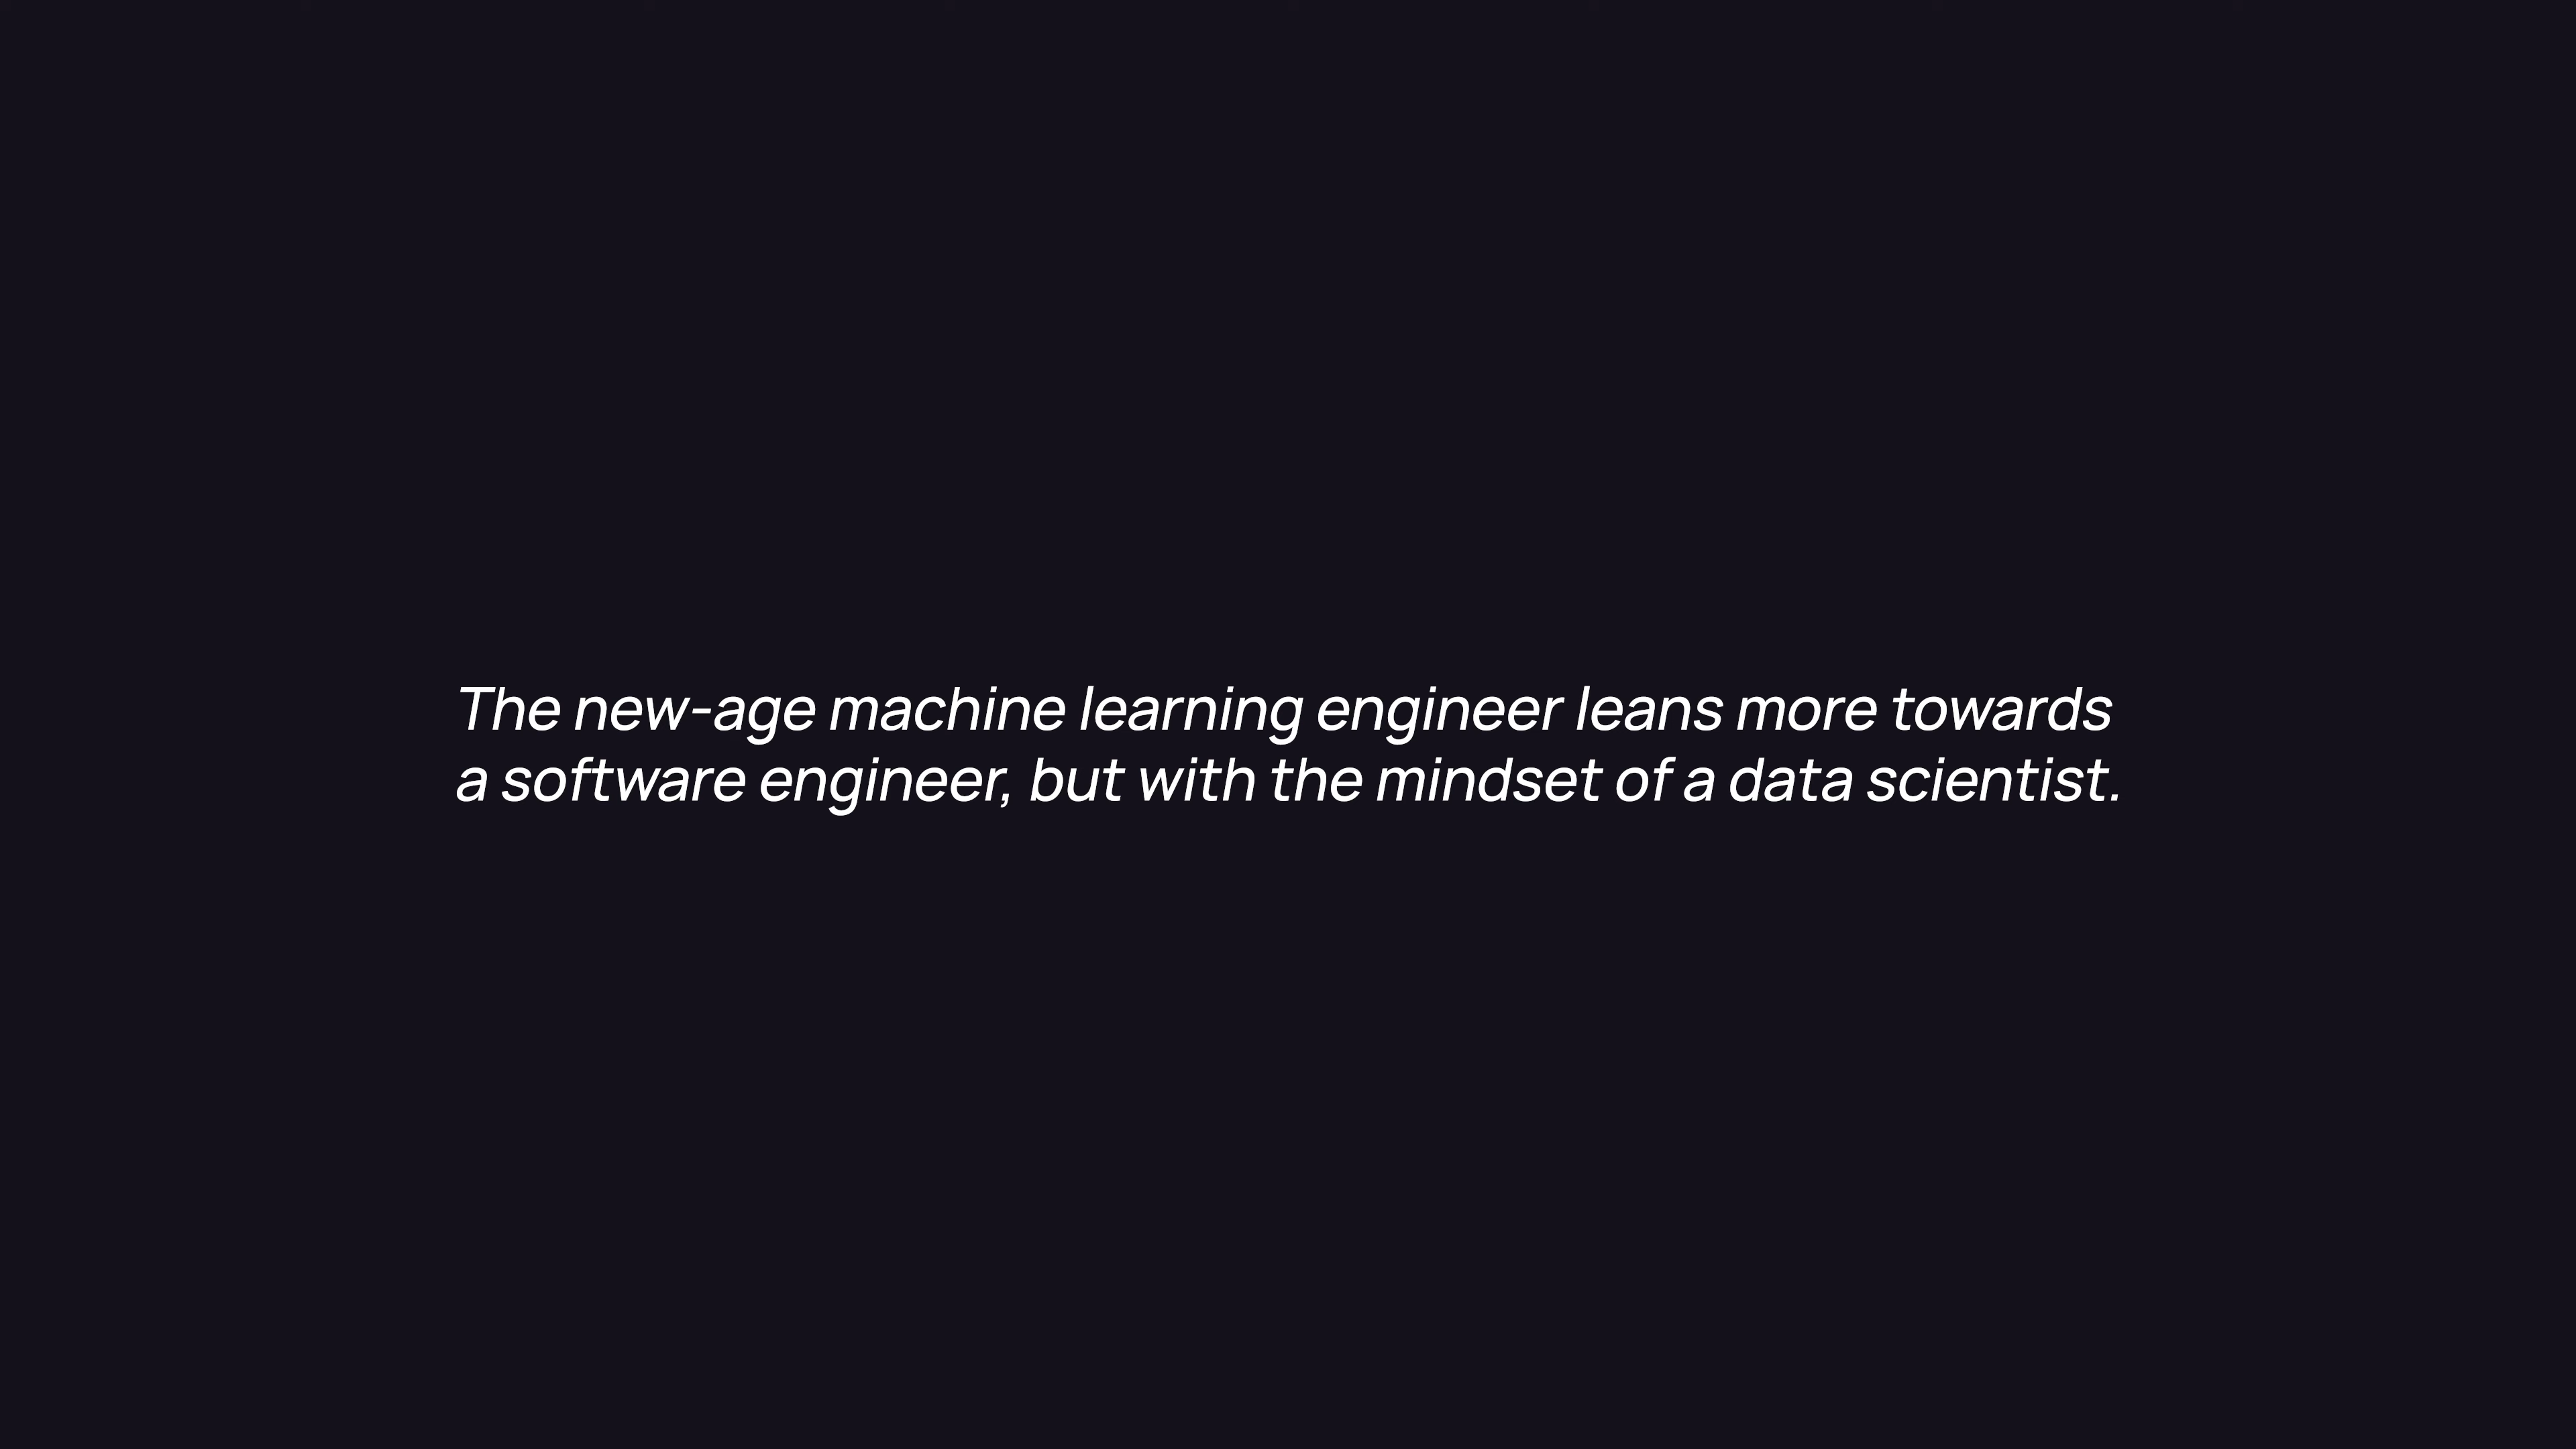 The new-age machine learning engineer leans more towards
a software engineer, but with the mindset of a data scientist.